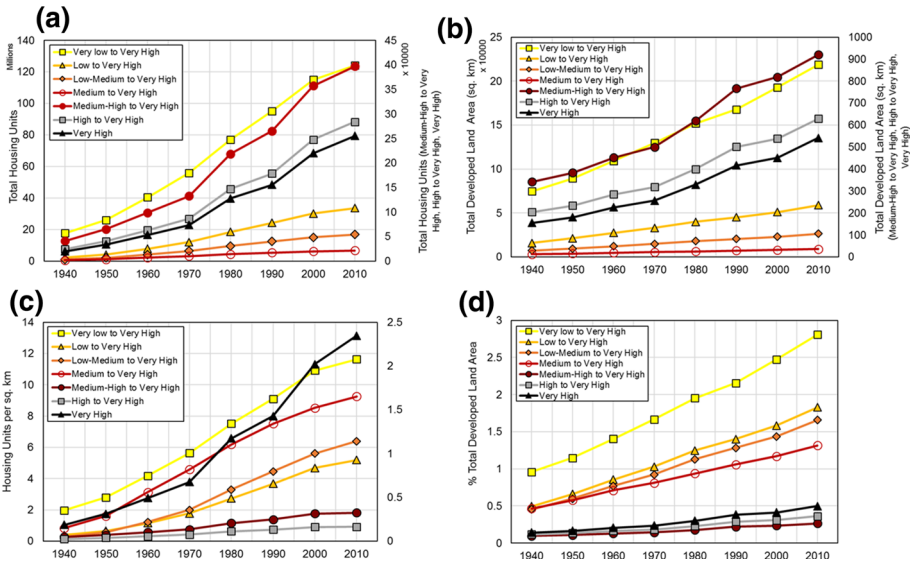 (a)
Millions
Total Housing Units
140
120
100
80
60
40
20
0
Very low to Very High
Low to Very High
Low-Medium to Very High
Medium to Very High
Medium-High to Very High
High to Very High
Very High
45
40
35
30
25
20
15
10
5
0
x 10000
Total Housing Units (Medium-High to Very
High, High to Very High, Very High)
1940 1950 1960 1970 1980 1990 2000 2010
(b)
Total Developed Land Area (sq. km)
x 10000
25
20
15
10
5
0
Very low to Very High
Low to Very High
Low-Medium to Very High
Medium to Very High
Medium-High to Very High
High to Very High
Very High
1000
900
800
700
600
500
400
300
200
100
0
Total Developed Land Area (sq. km)
(Medium-High to Very High, High to Very High,
Very High)
1940 1950 1960 1970 1980 1990 2000 2010
(c)
Housing Units per sq. km
14
12
10
8
6
4
2
0
Very low to Very High
Low to Very High
Low-Medium to Very High
Medium to Very High
Medium-High to Very High
High to Very High
Very High
2.5
2
1.5
1
0.5
0
1940 1950 1960 1970 1980 1990 2000 2010
(d)
% Total Developed Land Area
3
2.5
2
1.5
1
0.5
0
Very low to Very High
Low to Very High
Low-Medium to Very High
Medium to Very High
Medium-High to Very High
High to Very High
Very High
1940 1950 1960 1970 1980 1990 2000 2010